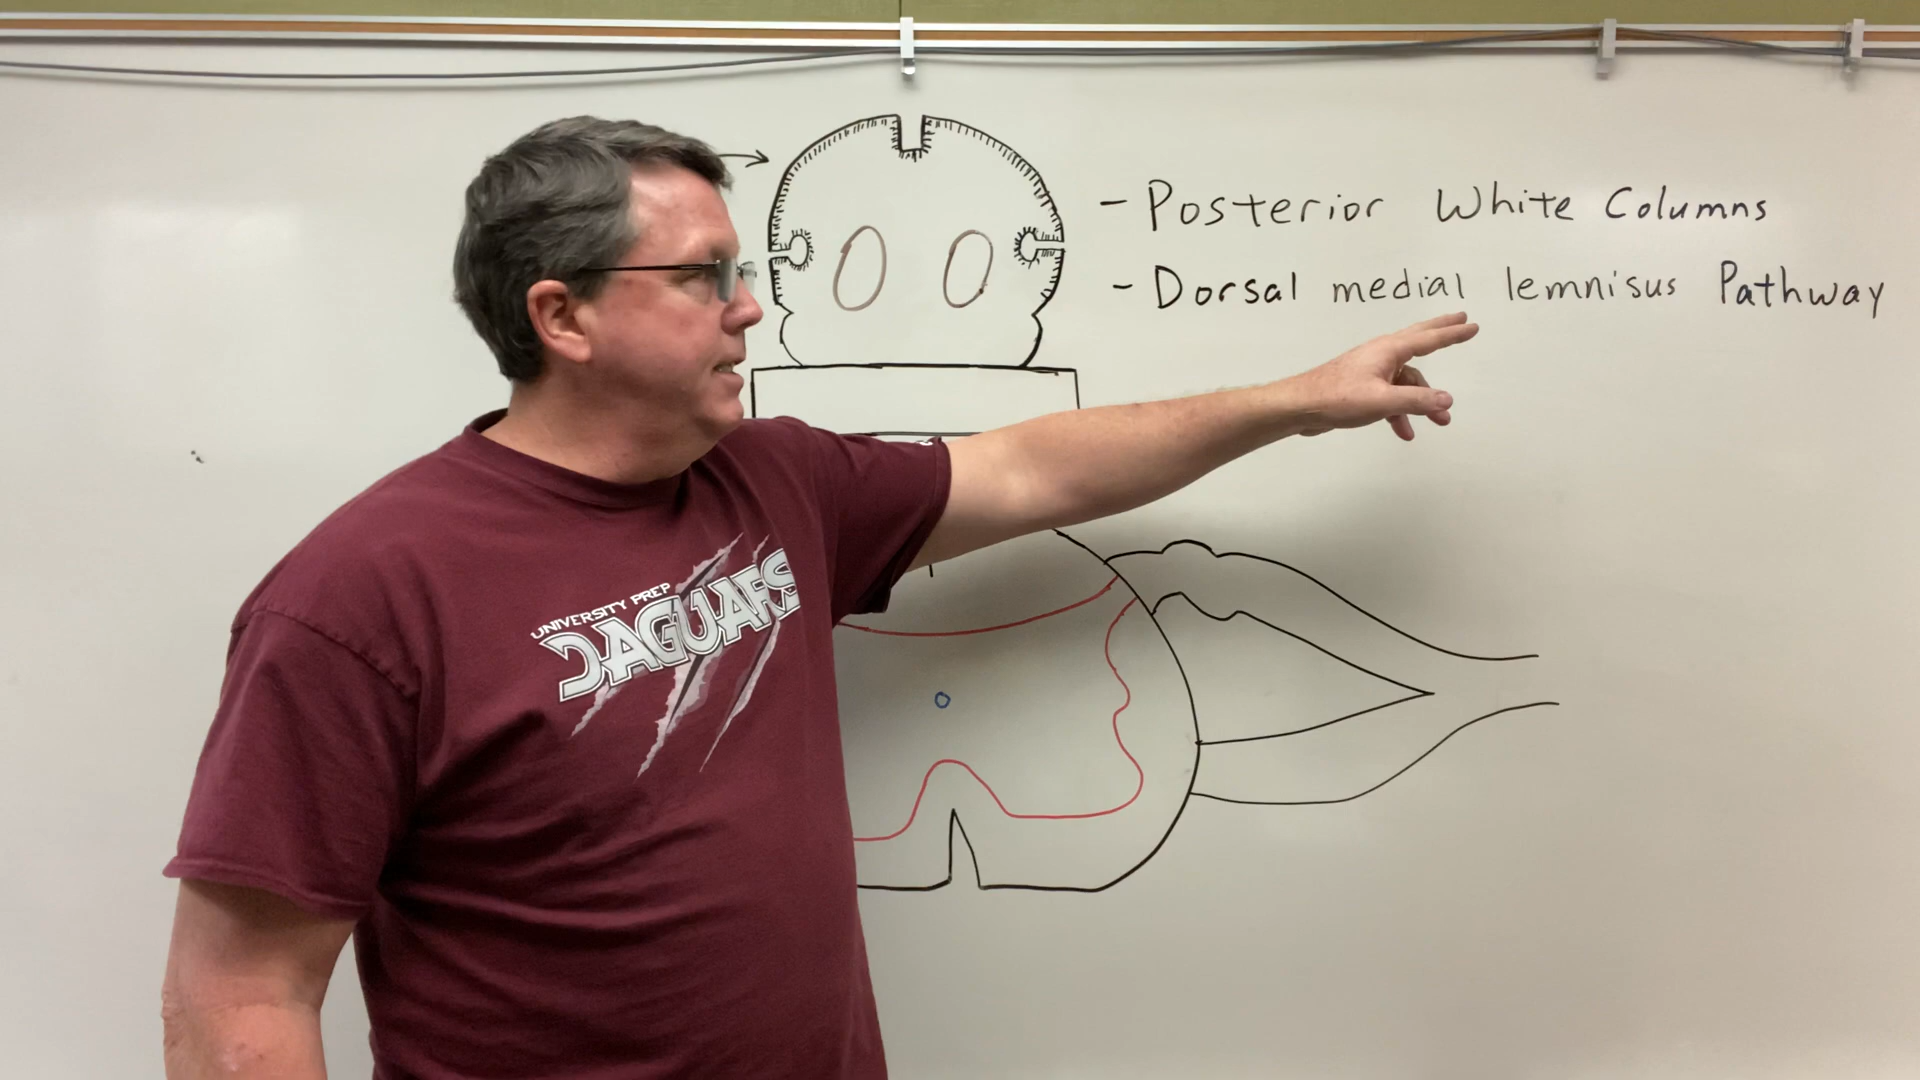 - Posterior White Columns
- Dorsal medial lemnisus Pathway
UNIVERSITY PREP
JAGUARS